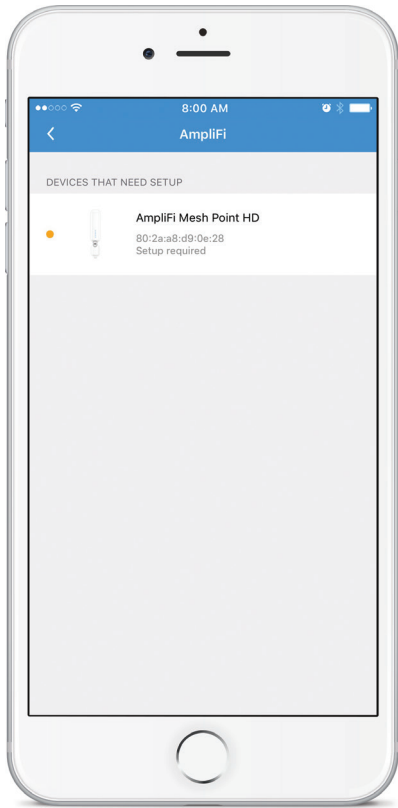 8:00 AM
AmpliFi
DEVICES THAT NEED SETUP
AmpliFi Mesh Point HD
80:2a:a8:d9:0e:28
Setup required